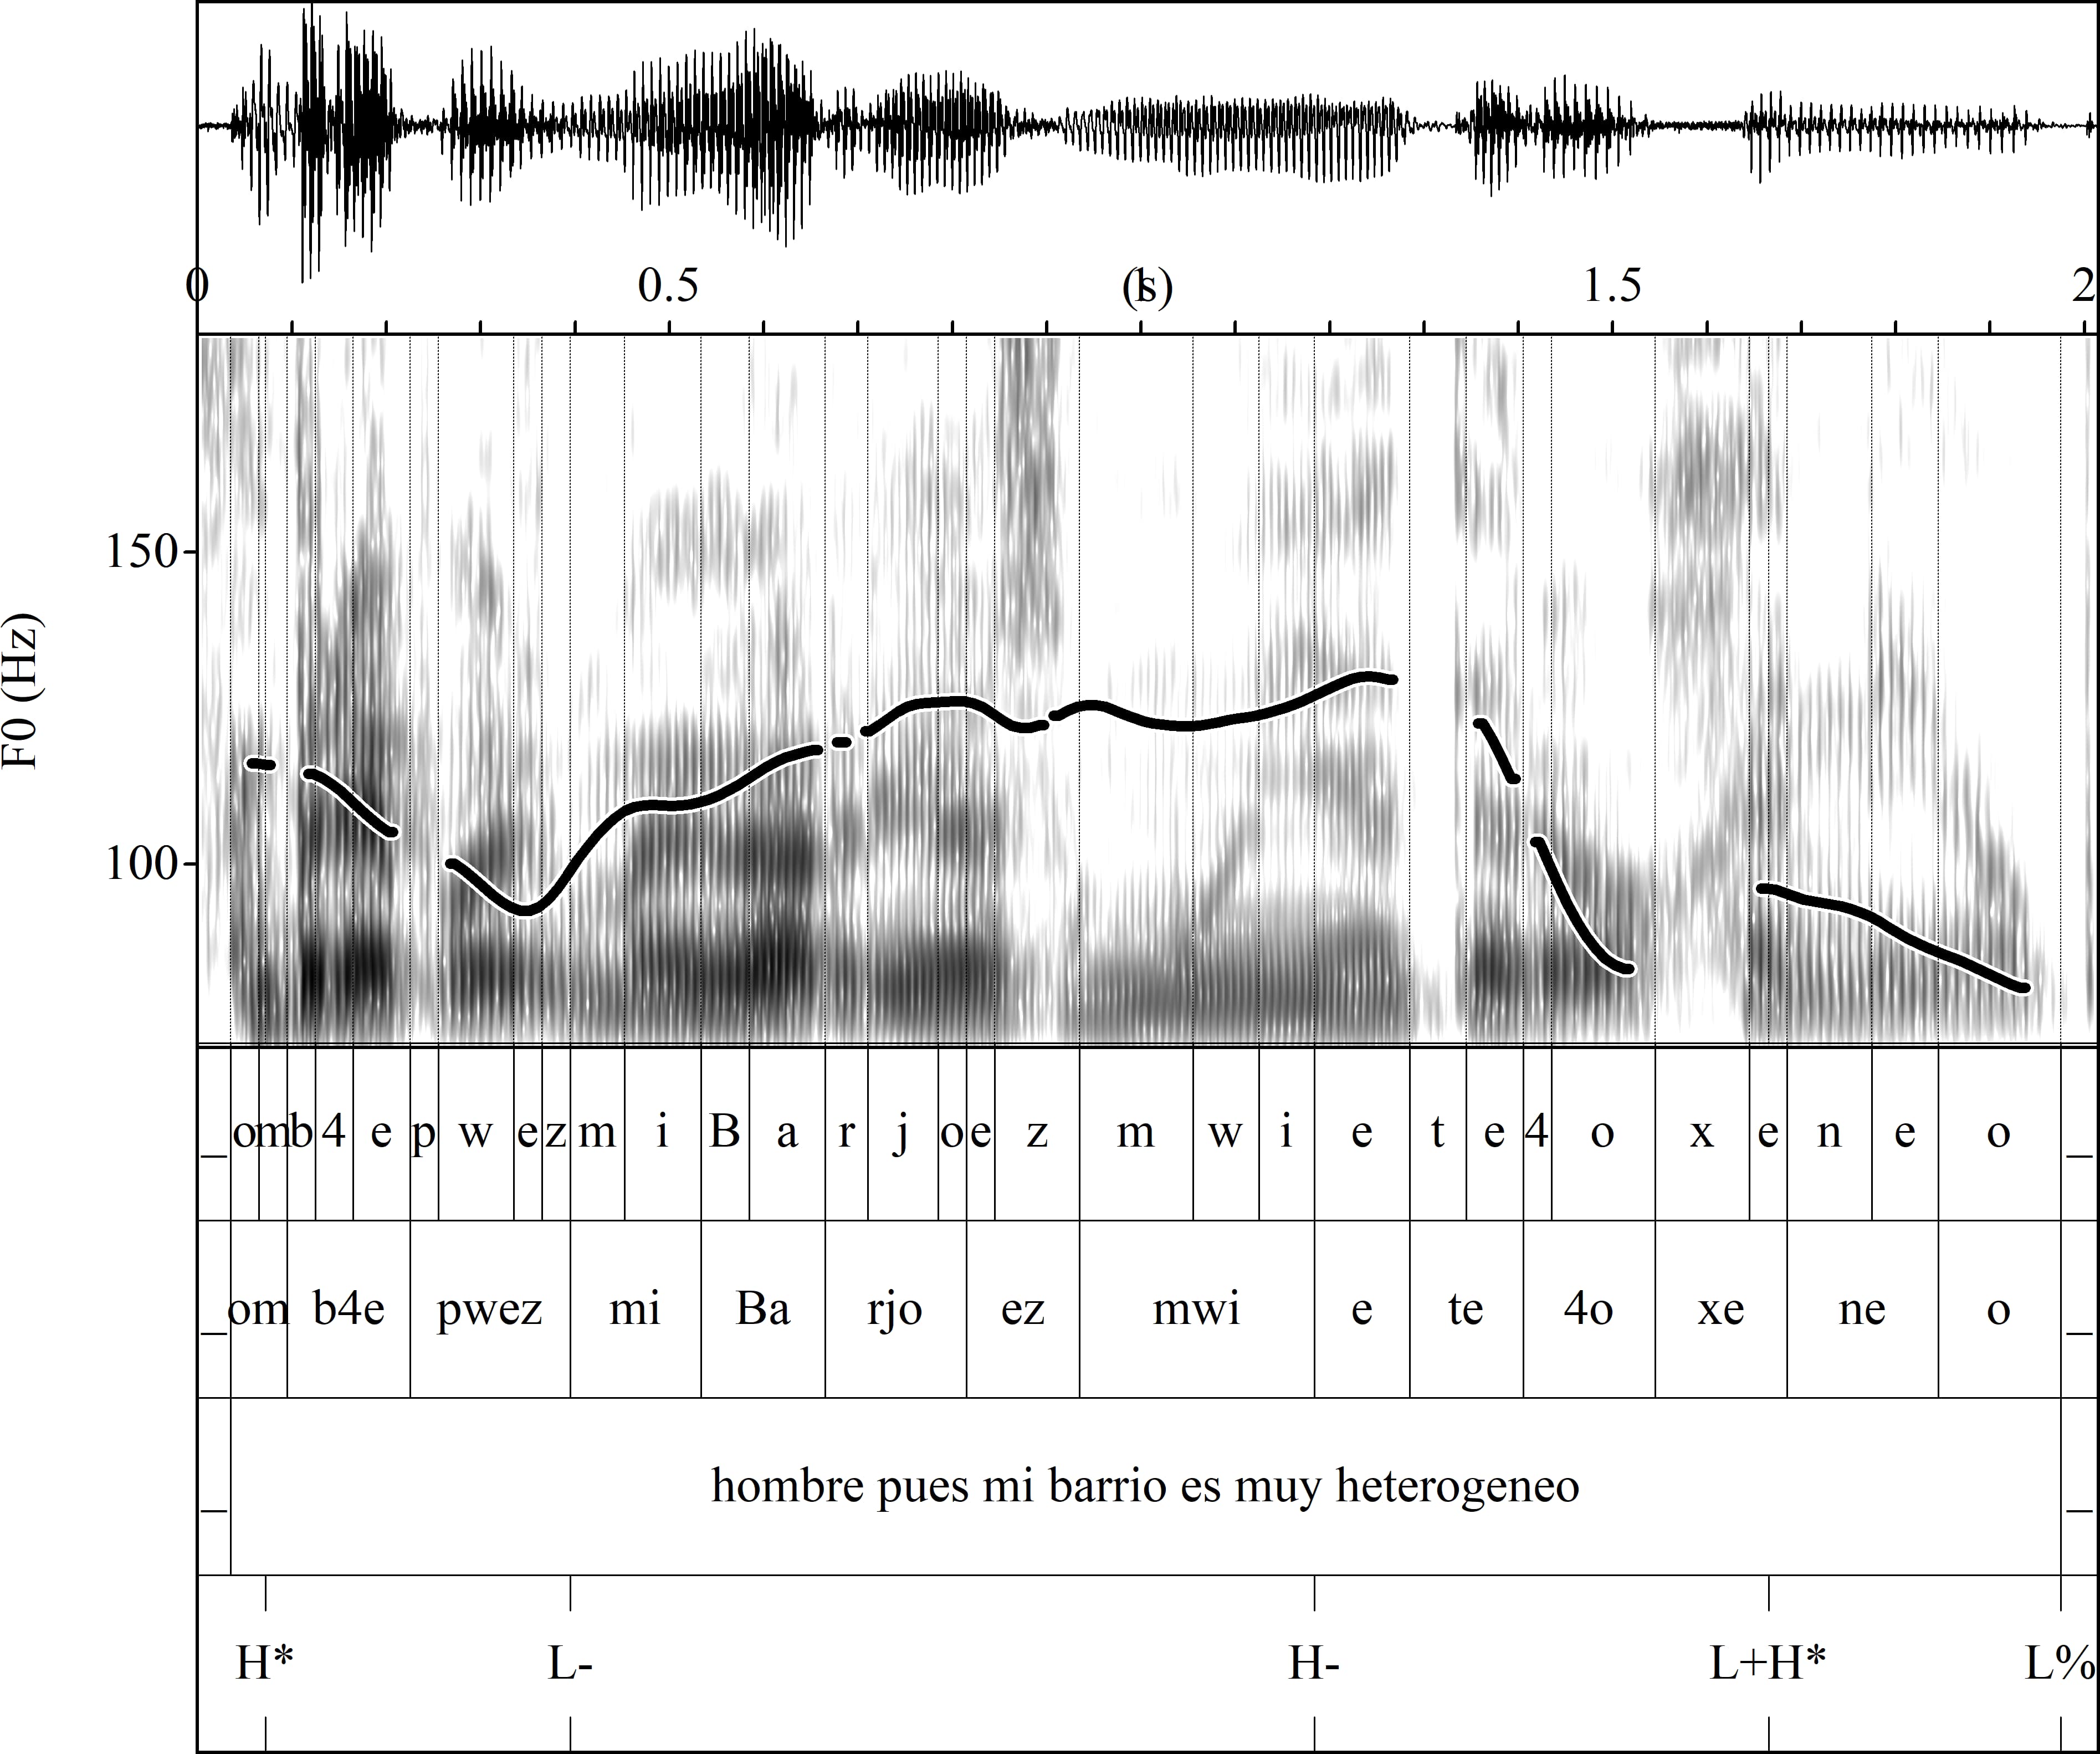 0 0.5 1 (s) 1.5 2
F0 (Hz)
150
100
o m b 4 e p w e z m i B a r j o e z m w i e t e 4 o x e n e o
om b4e pwez mi Ba rjo ez mwi e te 4o xe ne o
hombre pues mi barrio es muy heterogeneo
H* L- H- L+H* L%